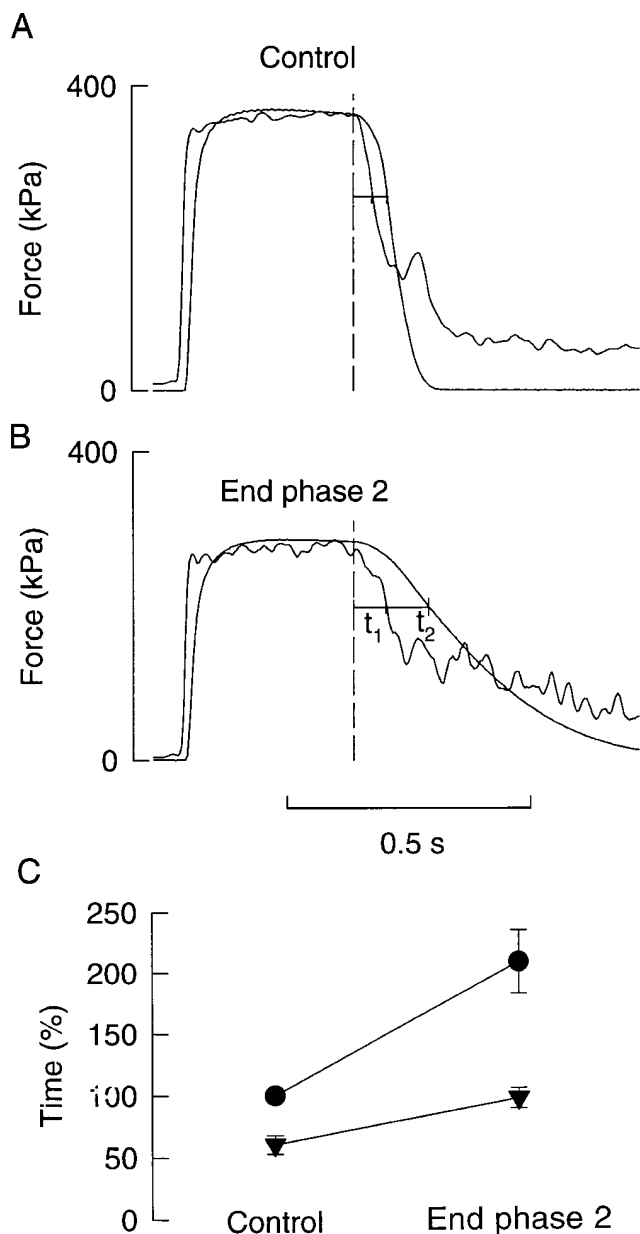 A
Control
400
Force (kPa)
0
B
400
End phase 2
Force (kPa)
t1 t2
0
0.5 s
C
250
200
150
100
50
0
Time (%)
Control End phase 2